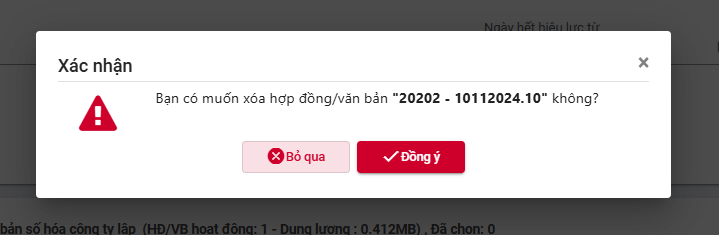 Ngày hết hiệu lực từ
Xác nhận ×
Bạn có muốn xóa hợp đồng/văn bản "20202 - 10112024.10" không?
Bỏ qua Đồng ý
bản số hóa công ty lập (HĐ/VB hoạt động: 1 - Dung lượng : 0.412MB) , Đã chọn: 0